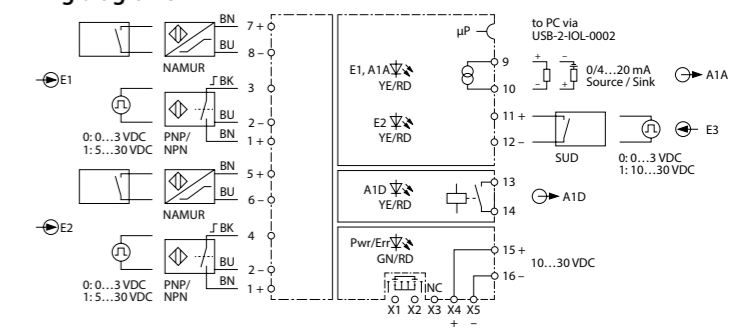 BN 7 +
BU 8 –
NAMUR
E1
BK 3
BU 2 –
BN 1 +
0: 0…3 VDC
1: 5…30 VDC
PNP/
NPN
BN 5 +
BU 6 –
NAMUR
E2
BK 4
BU 2 –
BN 1 +
0: 0…3 VDC
1: 5…30 VDC
PNP/
NPN
µP
to PC via
USB-2-IOL-0002
E1, A1A
YE/RD
9
10
+ –
– +
0/4…20 mA
Source / Sink
A1A
E2
YE/RD
11 +
12 –
SUD
E3
0: 0…3 VDC
1: 10…30 VDC
A1D
YE/RD
13
14
A1D
Pwr/Err
GN/RD
15 +
16 –
10…30 VDC
NC
X1 X2 X3 X4 X5
+ –